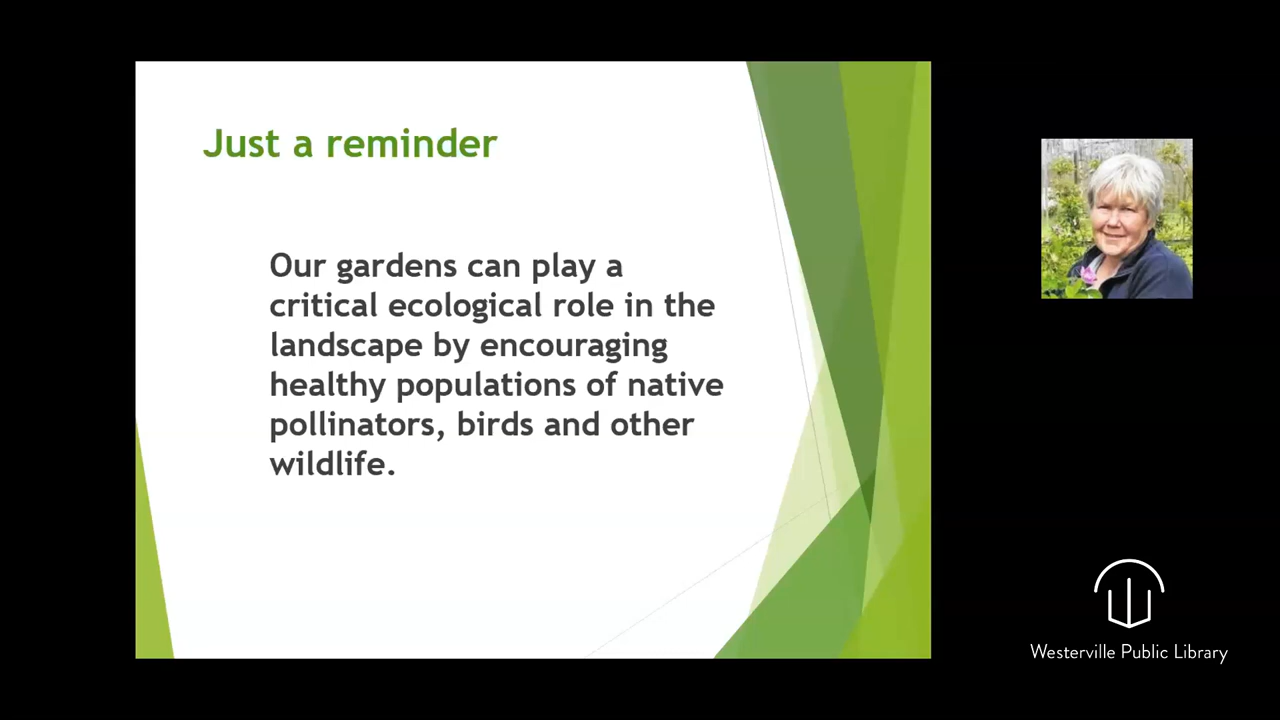 Just a reminder
Our gardens can play a
critical ecological role in the
landscape by encouraging
healthy populations of native
pollinators, birds and other
wildlife.
Westerville Public Library